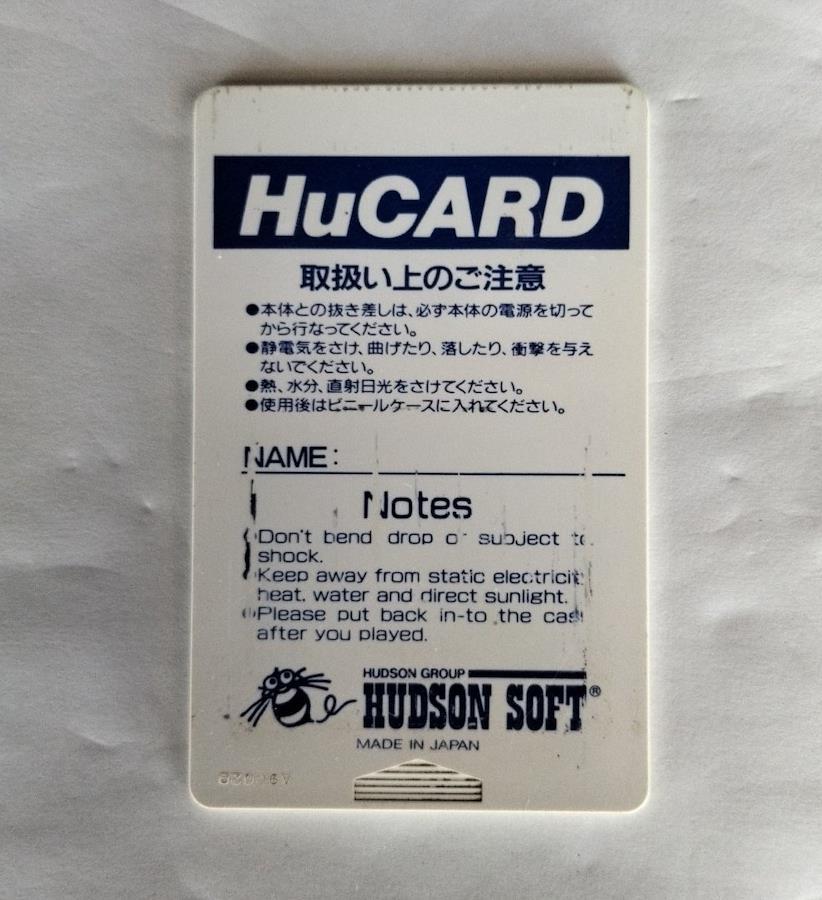 HuCARD
取扱い上のご注意
●本体との抜き差しは、必ず本体の電源を切って
から行なってください。
●静電気をさけ、曲げたり、落したり、衝撃を与え
ないでください。
●熱、水分、直射日光をさけてください。
●使用後はビニールケースに入れてください。
NAME:
Notes
Don't bend drop or subject to
shock.
Keep away from static electricity
heat. water and direct sunlight.
Please put back in-to the case
after you played.
HUDSON GROUP
HUDSON SOFT®
MADE IN JAPAN